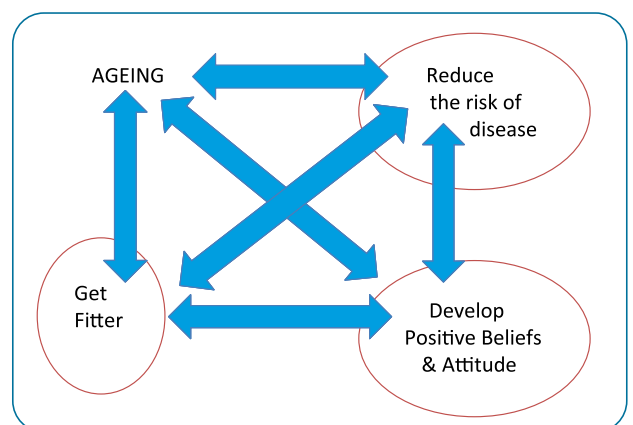 AGEING
Reduce
the risk of
disease
Get
Fitter
Develop
Positive Beliefs
& Attitude